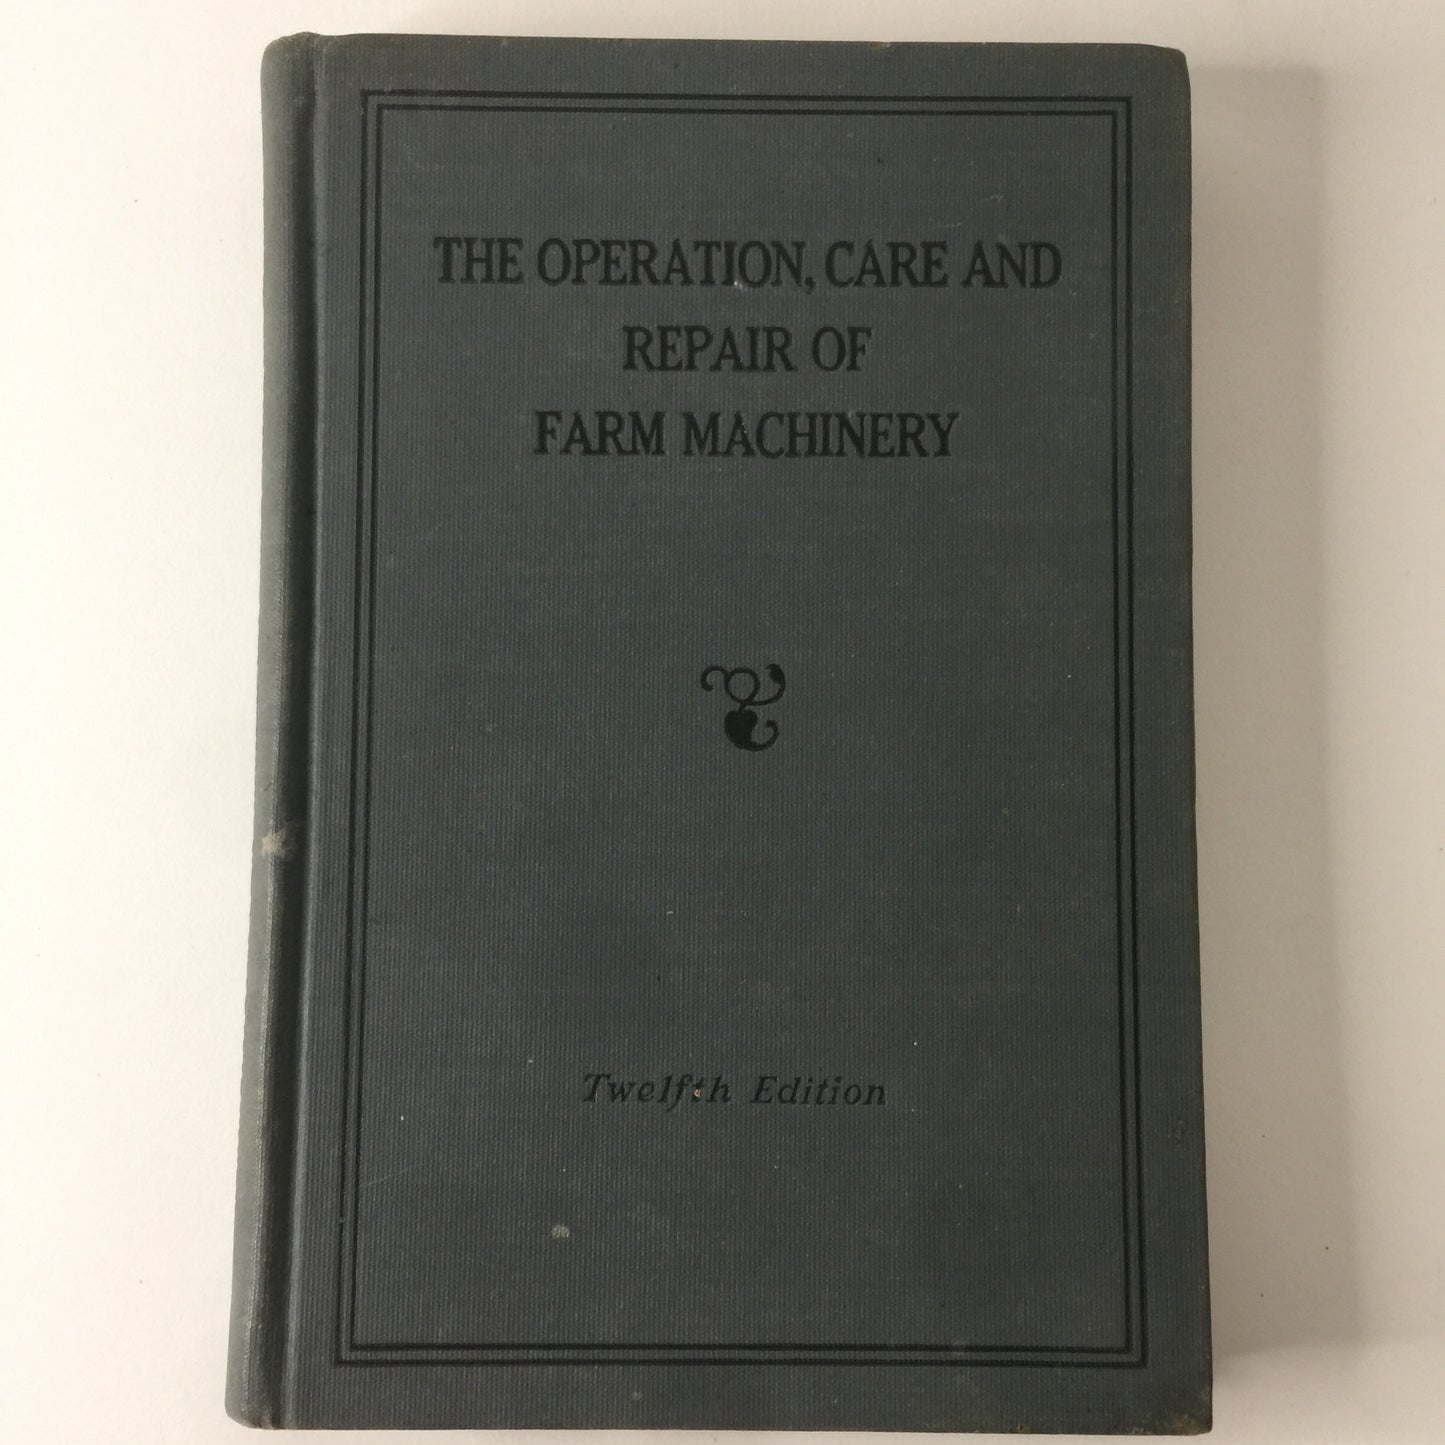 THE OPERATION, CARE AND
REPAIR OF
FARM MACHINERY
Twelfth Edition